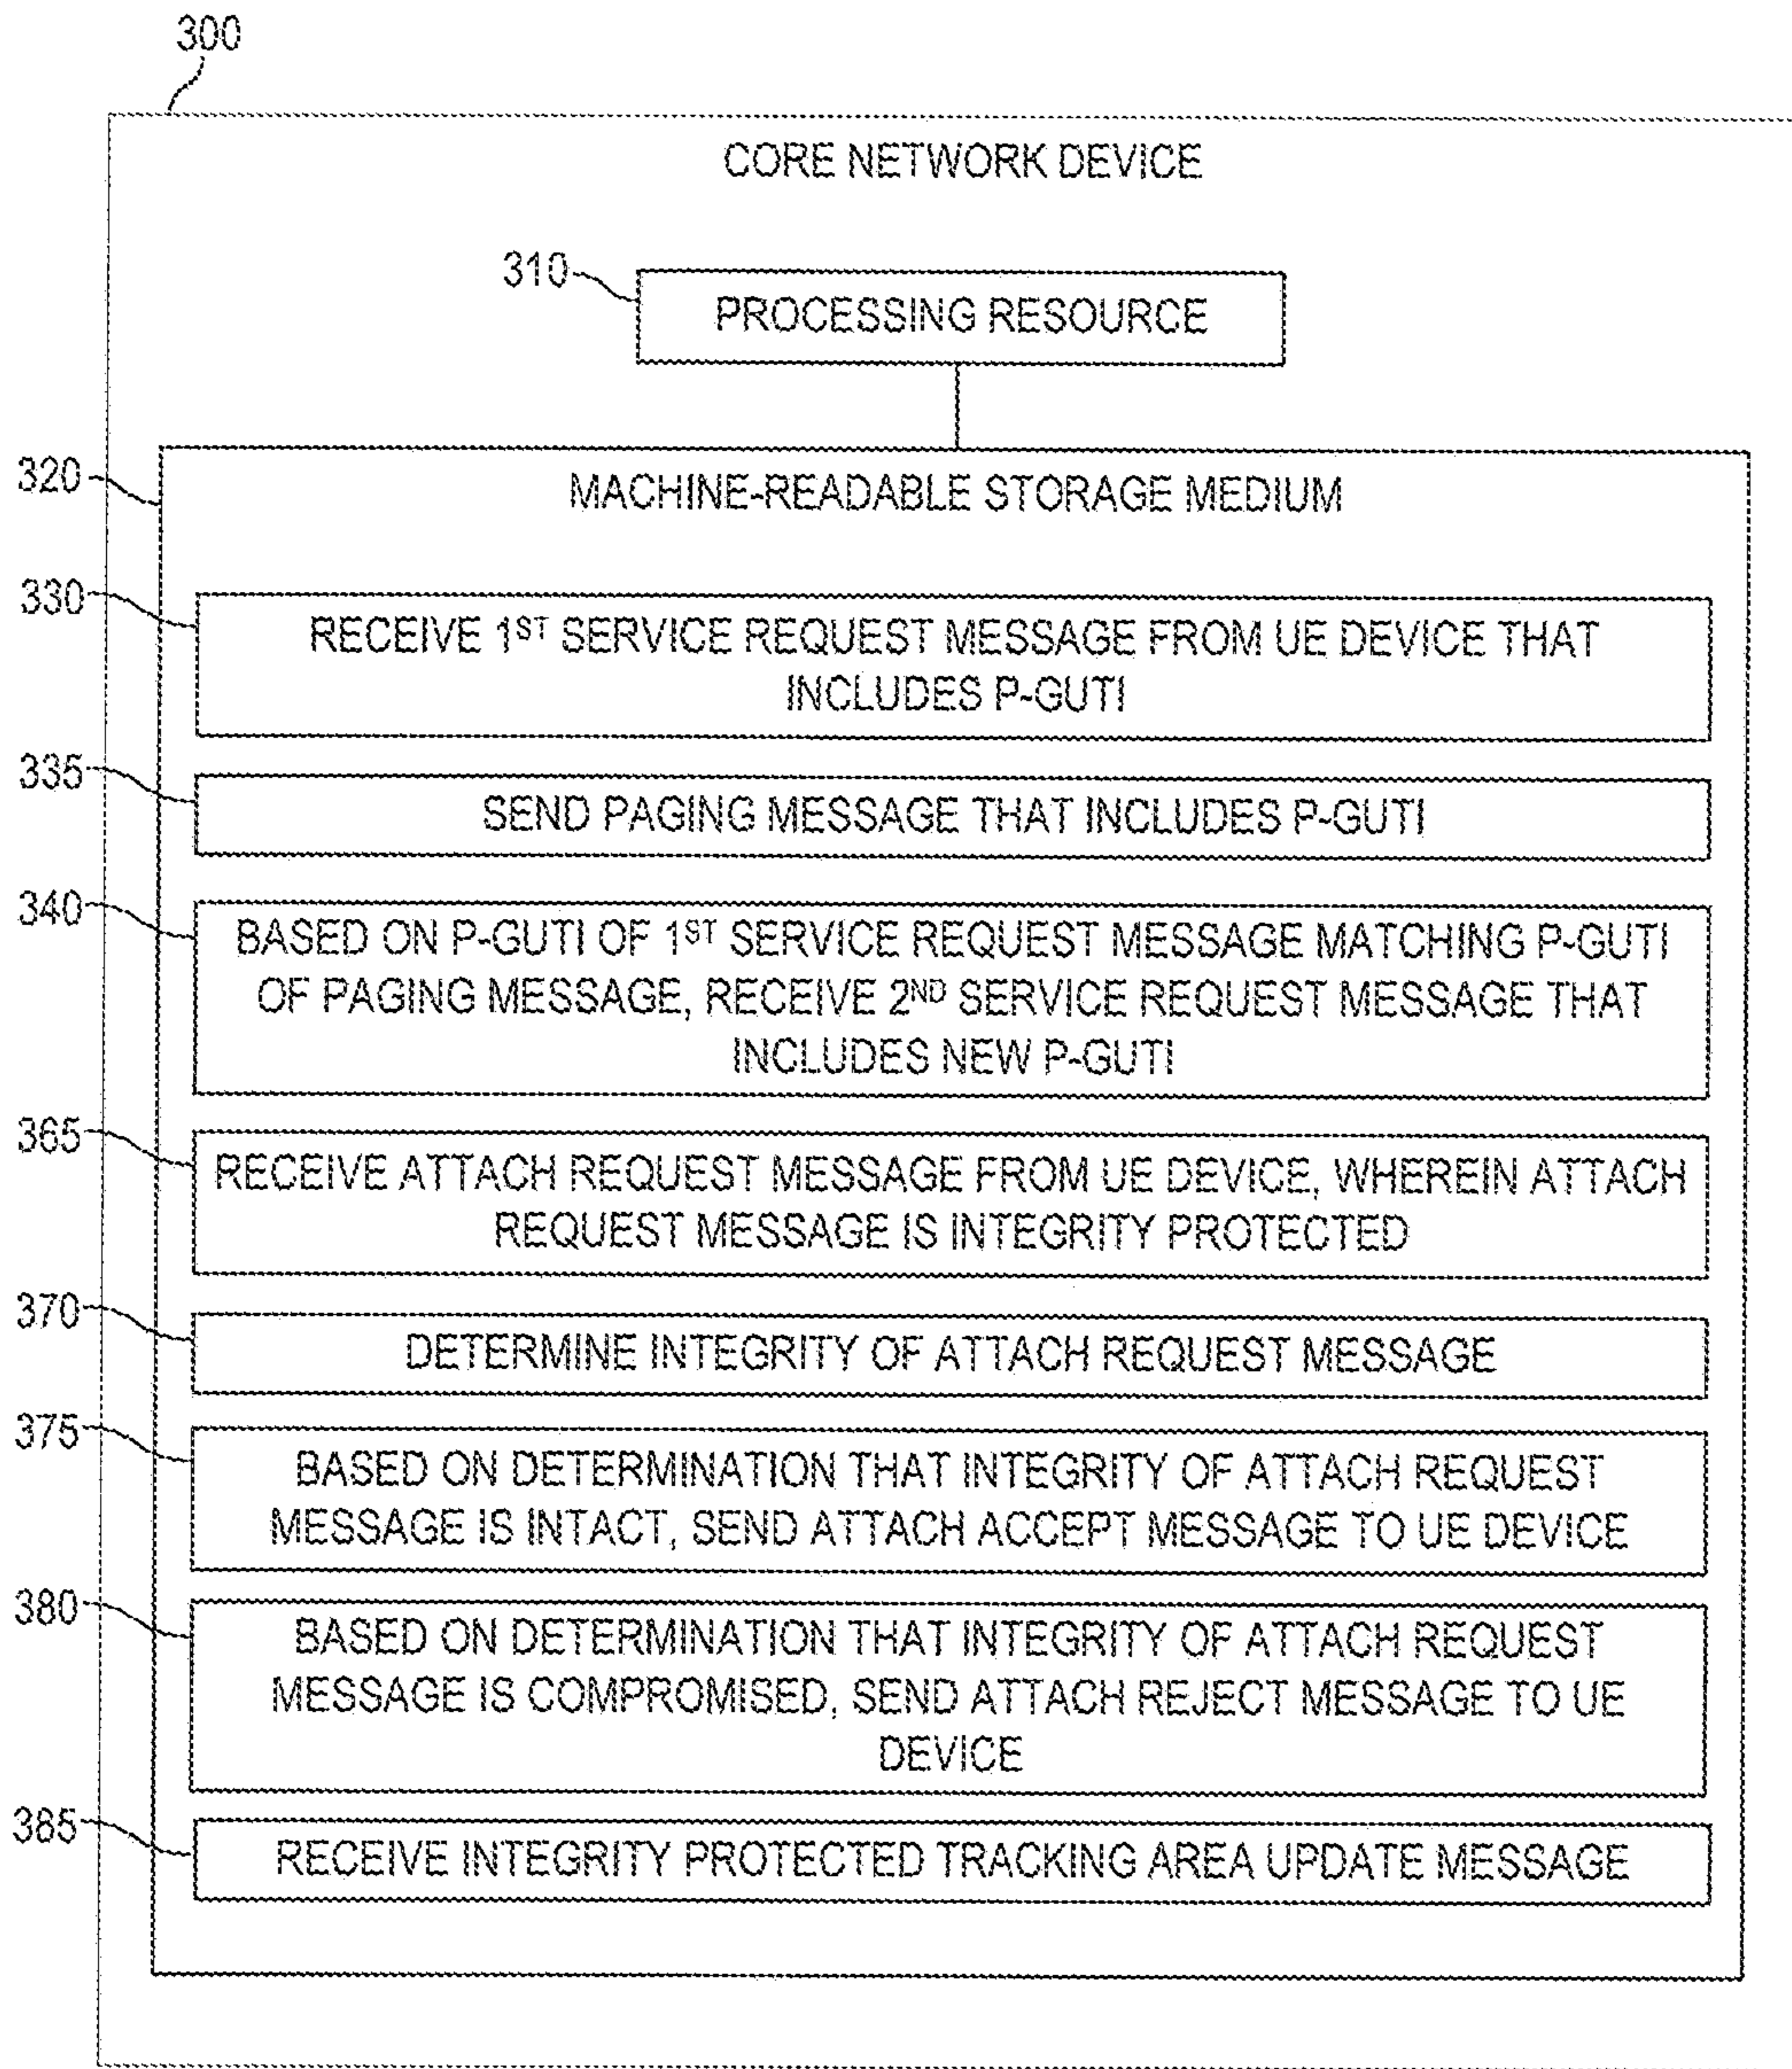 300
CORE NETWORK DEVICE
310
PROCESSING RESOURCE
320
MACHINE-READABLE STORAGE MEDIUM
330
RECEIVE 1ST SERVICE REQUEST MESSAGE FROM UE DEVICE THAT
INCLUDES P-GUTI
335
SEND PAGING MESSAGE THAT INCLUDES P-GUTI
340
BASED ON P-GUTI OF 1ST SERVICE REQUEST MESSAGE MATCHING P-GUTI
OF PAGING MESSAGE, RECEIVE 2ND SERVICE REQUEST MESSAGE THAT
INCLUDES NEW P-GUTI
365
RECEIVE ATTACH REQUEST MESSAGE FROM UE DEVICE, WHEREIN ATTACH
REQUEST MESSAGE IS INTEGRITY PROTECTED
370
DETERMINE INTEGRITY OF ATTACH REQUEST MESSAGE
375
BASED ON DETERMINATION THAT INTEGRITY OF ATTACH REQUEST
MESSAGE IS INTACT, SEND ATTACH ACCEPT MESSAGE TO UE DEVICE
380
BASED ON DETERMINATION THAT INTEGRITY OF ATTACH REQUEST
MESSAGE IS COMPROMISED, SEND ATTACH REJECT MESSAGE TO UE
DEVICE
385
RECEIVE INTEGRITY PROTECTED TRACKING AREA UPDATE MESSAGE